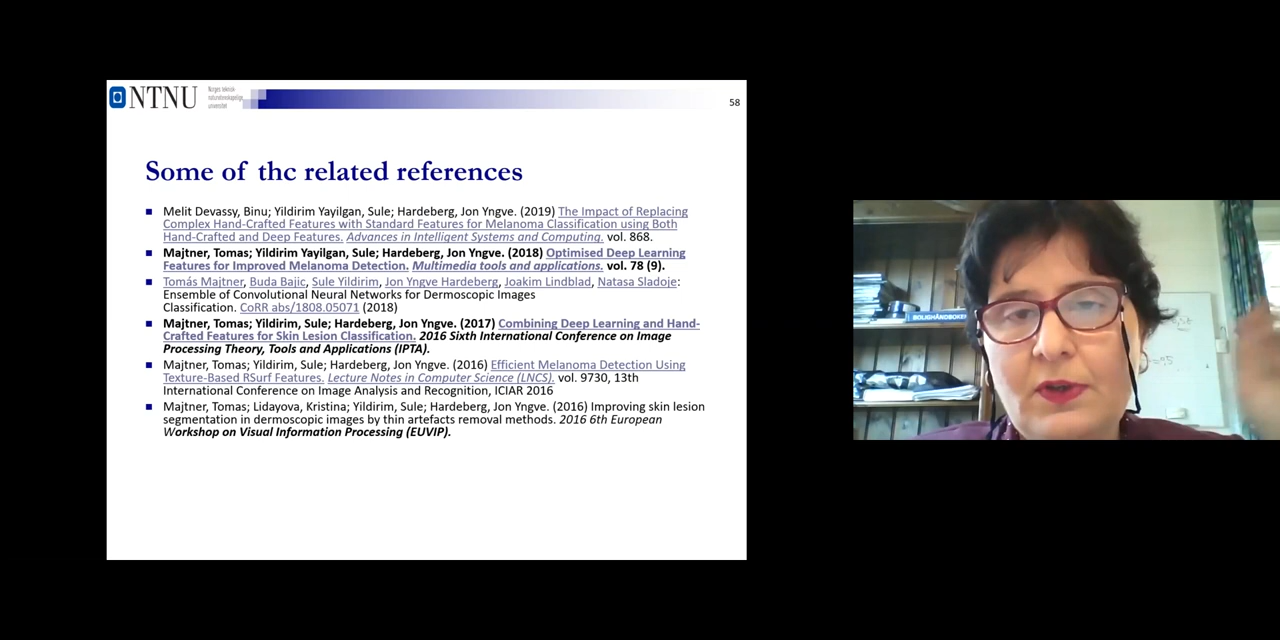 NTNU
Norges teknisk-
naturvitenskapelige
universitet
58
Some of the related references
Melit Devassy, Binu; Yildirim Yayilgan, Sule; Hardeberg, Jon Yngve. (2019) The Impact of Replacing
Complex Hand-Crafted Features with Standard Features for Melanoma Classification using Both
Hand-Crafted and Deep Features. Advances in Intelligent Systems and Computing. vol. 868.
Majtner, Tomas; Yildirim Yayilgan, Sule; Hardeberg, Jon Yngve. (2018) Optimised Deep Learning
Features for Improved Melanoma Detection. Multimedia tools and applications. vol. 78 (9).
Tomás Majtner, Buda Bajic, Sule Yildirim, Jon Yngve Hardeberg, Joakim Lindblad, Natasa Sladoje:
Ensemble of Convolutional Neural Networks for Dermoscopic Images
Classification. CoRR abs/1808.05071 (2018)
Majtner, Tomas; Yildirim, Sule; Hardeberg, Jon Yngve. (2017) Combining Deep Learning and Hand-
Crafted Features for Skin Lesion Classification. 2016 Sixth International Conference on Image
Processing Theory, Tools and Applications (IPTA).
Majtner, Tomas; Yildirim, Sule; Hardeberg, Jon Yngve. (2016) Efficient Melanoma Detection Using
Texture-Based RSurf Features. Lecture Notes in Computer Science (LNCS). vol. 9730, 13th
International Conference on Image Analysis and Recognition, ICIAR 2016
Majtner, Tomas; Lidayova, Kristina; Yildirim, Sule; Hardeberg, Jon Yngve. (2016) Improving skin lesion
segmentation in dermoscopic images by thin artefacts removal methods. 2016 6th European
Workshop on Visual Information Processing (EUVIP).
BOLIGHÅNDBOKEN